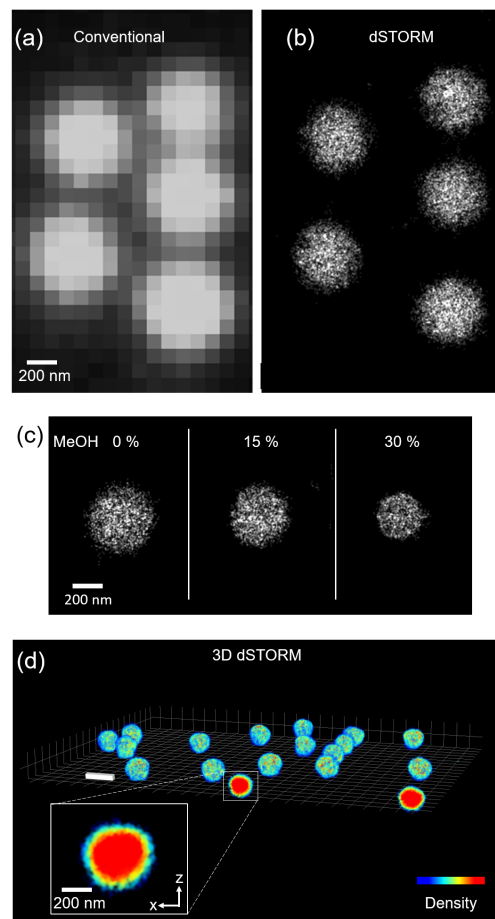 (a) Conventional
(b) dSTORM
200 nm
(c)
MeOH 0 % 15 % 30 %
200 nm
(d)
3D dSTORM
200 nm
z
x
Density